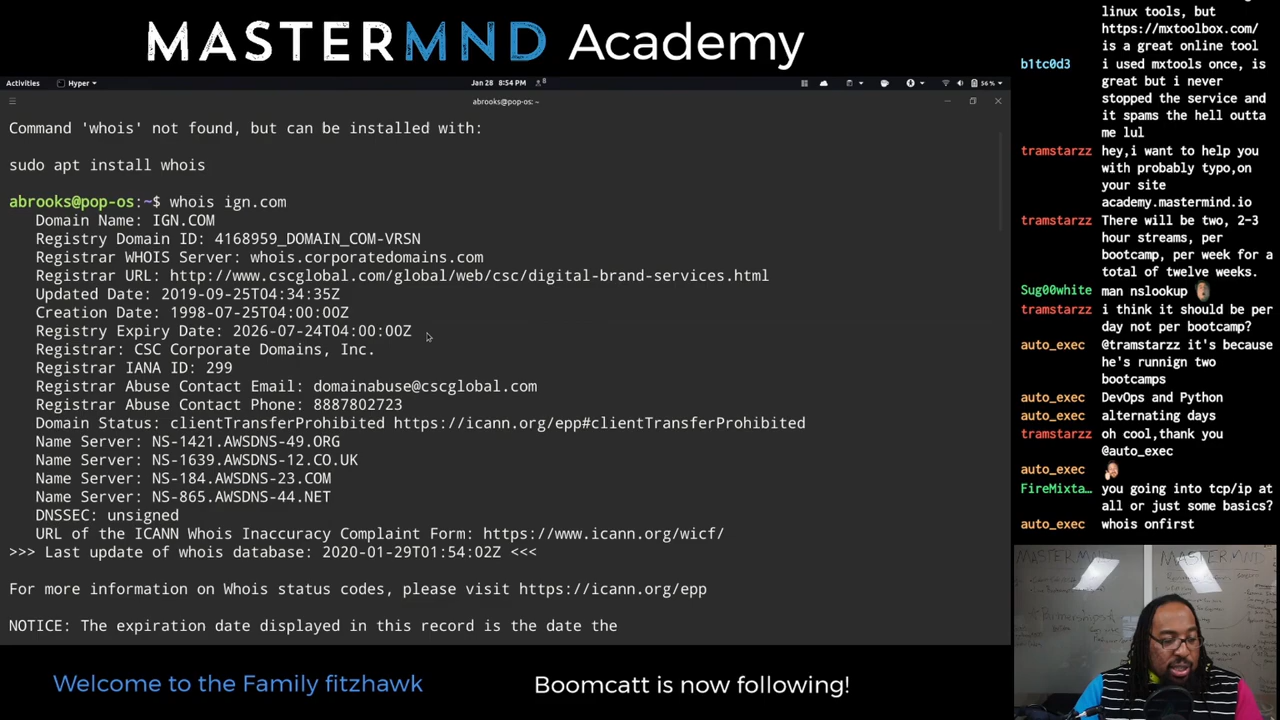 MASTERMND Academy
Activities
Hyper
Jan 28 8:54 PM
8
56 %
abrooks@pop-os: ~
Command 'whois' not found, but can be installed with:
sudo apt install whois
abrooks@pop-os:~$ whois ign.com
Domain Name: IGN.COM
Registry Domain ID: 4168959_DOMAIN_COM-VRSN
Registrar WHOIS Server: whois.corporatedomains.com
Registrar URL: http://www.cscglobal.com/global/web/csc/digital-brand-services.html
Updated Date: 2019-09-25T04:34:35Z
Creation Date: 1998-07-25T04:00:00Z
Registry Expiry Date: 2026-07-24T04:00:00Z
Registrar: CSC Corporate Domains, Inc.
Registrar IANA ID: 299
Registrar Abuse Contact Email: domainabuse@cscglobal.com
Registrar Abuse Contact Phone: 8887802723
Domain Status: clientTransferProhibited https://icann.org/epp#clientTransferProhibited
Name Server: NS-1421.AWSDNS-49.ORG
Name Server: NS-1639.AWSDNS-12.CO.UK
Name Server: NS-184.AWSDNS-23.COM
Name Server: NS-865.AWSDNS-44.NET
DNSSEC: unsigned
URL of the ICANN Whois Inaccuracy Complaint Form: https://www.icann.org/wicf/
>>> Last update of whois database: 2020-01-29T01:54:02Z <<<
For more information on Whois status codes, please visit https://icann.org/epp
NOTICE: The expiration date displayed in this record is the date the
linux tools, but
https://mxtoolbox.com/
is a great online tool
b1tc0d3 i used mxtools once, is
great but i never
stopped the service and
it spams the hell outta
me lul
tramstarzz hey,i want to help you
with probably typo,on
your site
academy.mastermind.io
tramstarzz There will be two, 2-3
hour streams, per
bootcamp, per week for a
total of twelve weeks.
Sug00white man nslookup
tramstarzz i think it should be per
day not per bootcamp?
auto_exec @tramstarzz it's because
he's runnign two
bootcamps
auto_exec DevOps and Python
auto_exec alternating days
tramstarzz oh cool,thank you
@auto_exec
auto_exec
FireMixta… you going into tcp/ip at
all or just some basics?
auto_exec whois onfirst
Welcome to the Family fitzhawk
Boomcatt is now following!